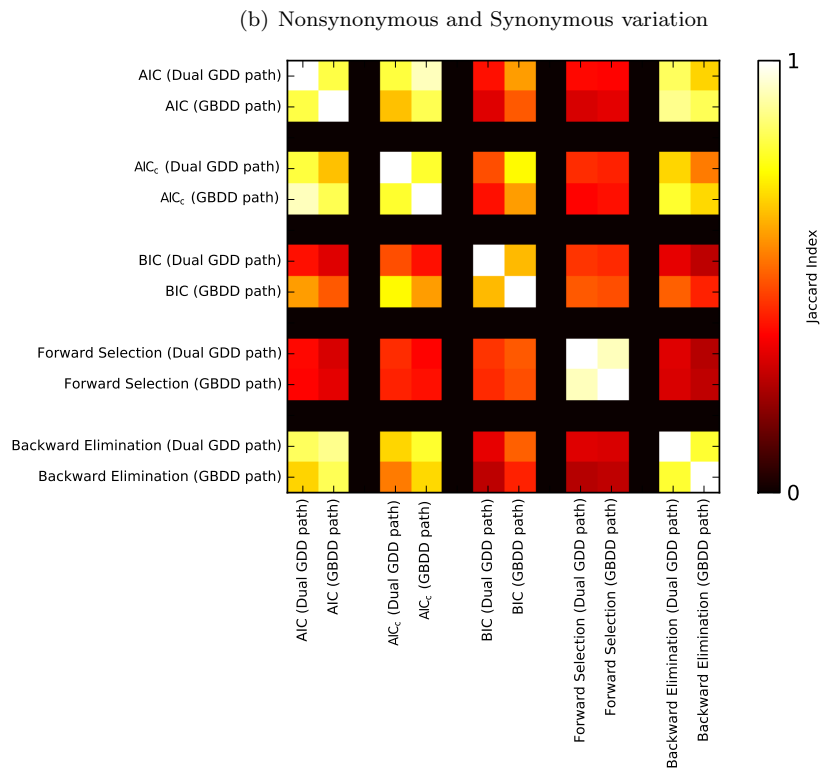 (b) Nonsynonymous and Synonymous variation
AIC (Dual GDD path)
AIC (GBDD path)
AICc (Dual GDD path)
AICc (GBDD path)
BIC (Dual GDD path)
BIC (GBDD path)
Forward Selection (Dual GDD path)
Forward Selection (GBDD path)
Backward Elimination (Dual GDD path)
Backward Elimination (GBDD path)
AIC (Dual GDD path)
AIC (GBDD path)
AICc (Dual GDD path)
AICc (GBDD path)
BIC (Dual GDD path)
BIC (GBDD path)
Forward Selection (Dual GDD path)
Forward Selection (GBDD path)
Backward Elimination (Dual GDD path)
Backward Elimination (GBDD path)
1
0
Jaccard Index